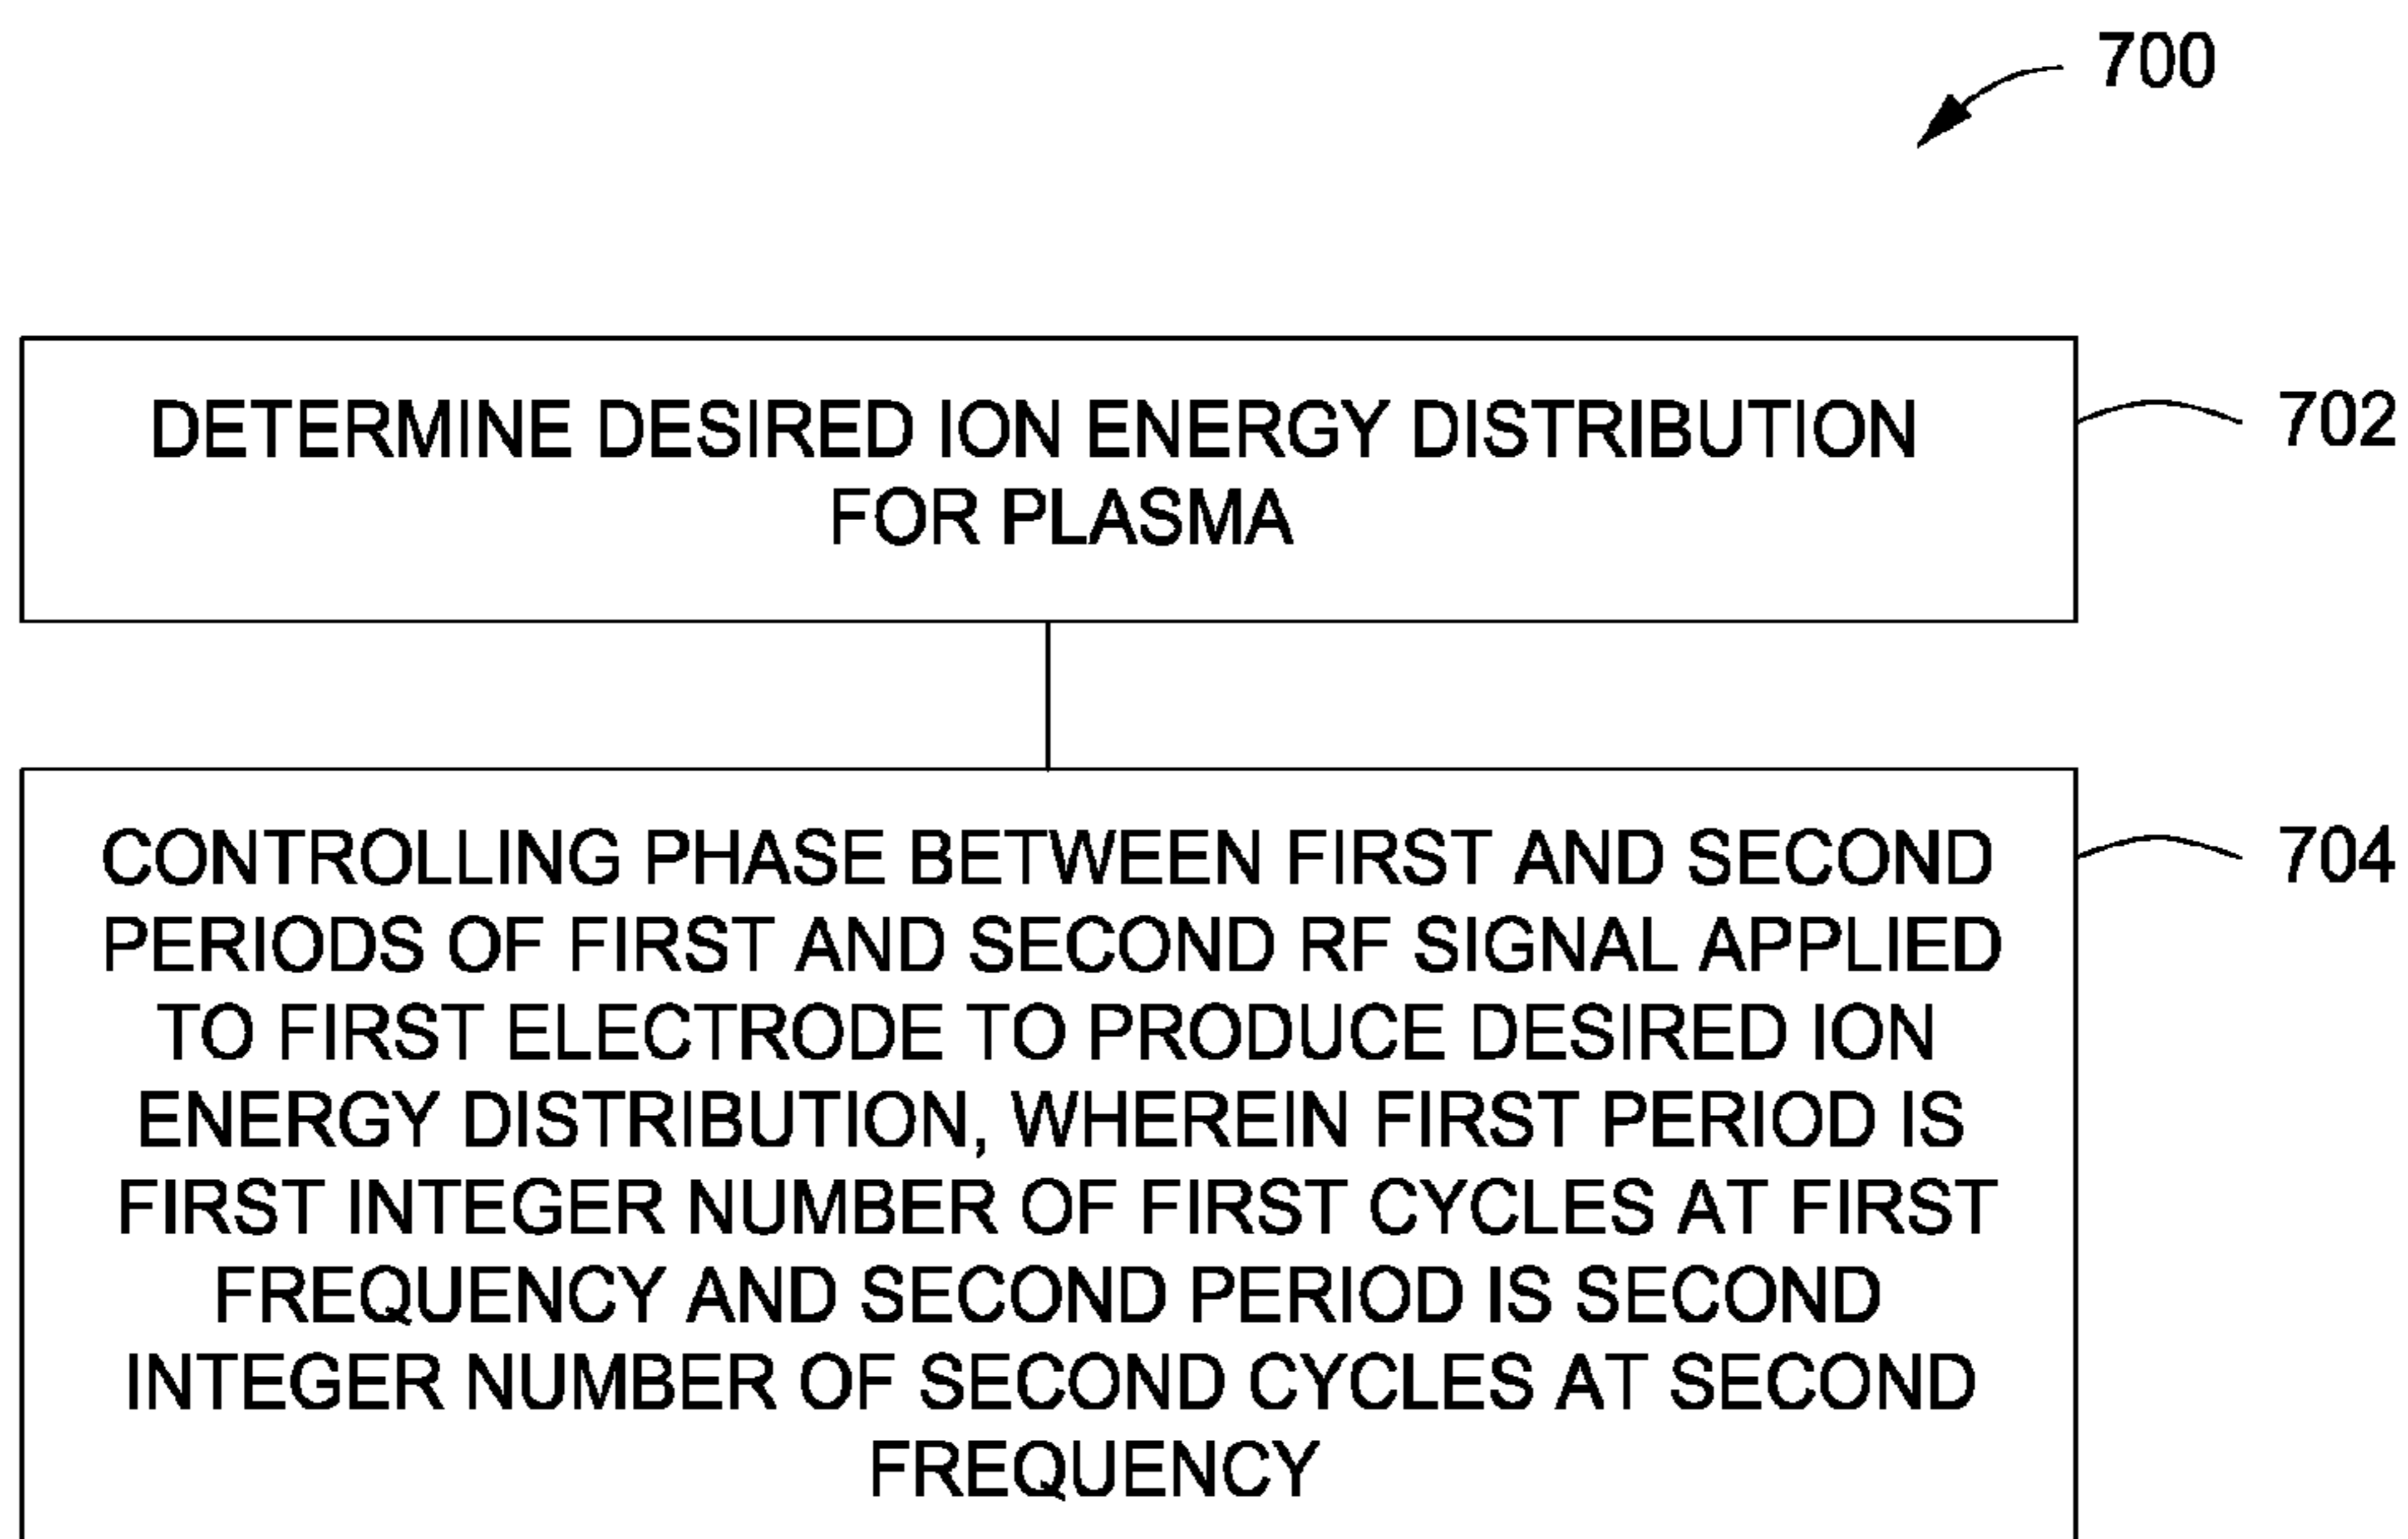 700
DETERMINE DESIRED ION ENERGY DISTRIBUTION
FOR PLASMA
702
CONTROLLING PHASE BETWEEN FIRST AND SECOND
PERIODS OF FIRST AND SECOND RF SIGNAL APPLIED
TO FIRST ELECTRODE TO PRODUCE DESIRED ION
ENERGY DISTRIBUTION, WHEREIN FIRST PERIOD IS
FIRST INTEGER NUMBER OF FIRST CYCLES AT FIRST
FREQUENCY AND SECOND PERIOD IS SECOND
INTEGER NUMBER OF SECOND CYCLES AT SECOND
FREQUENCY
704